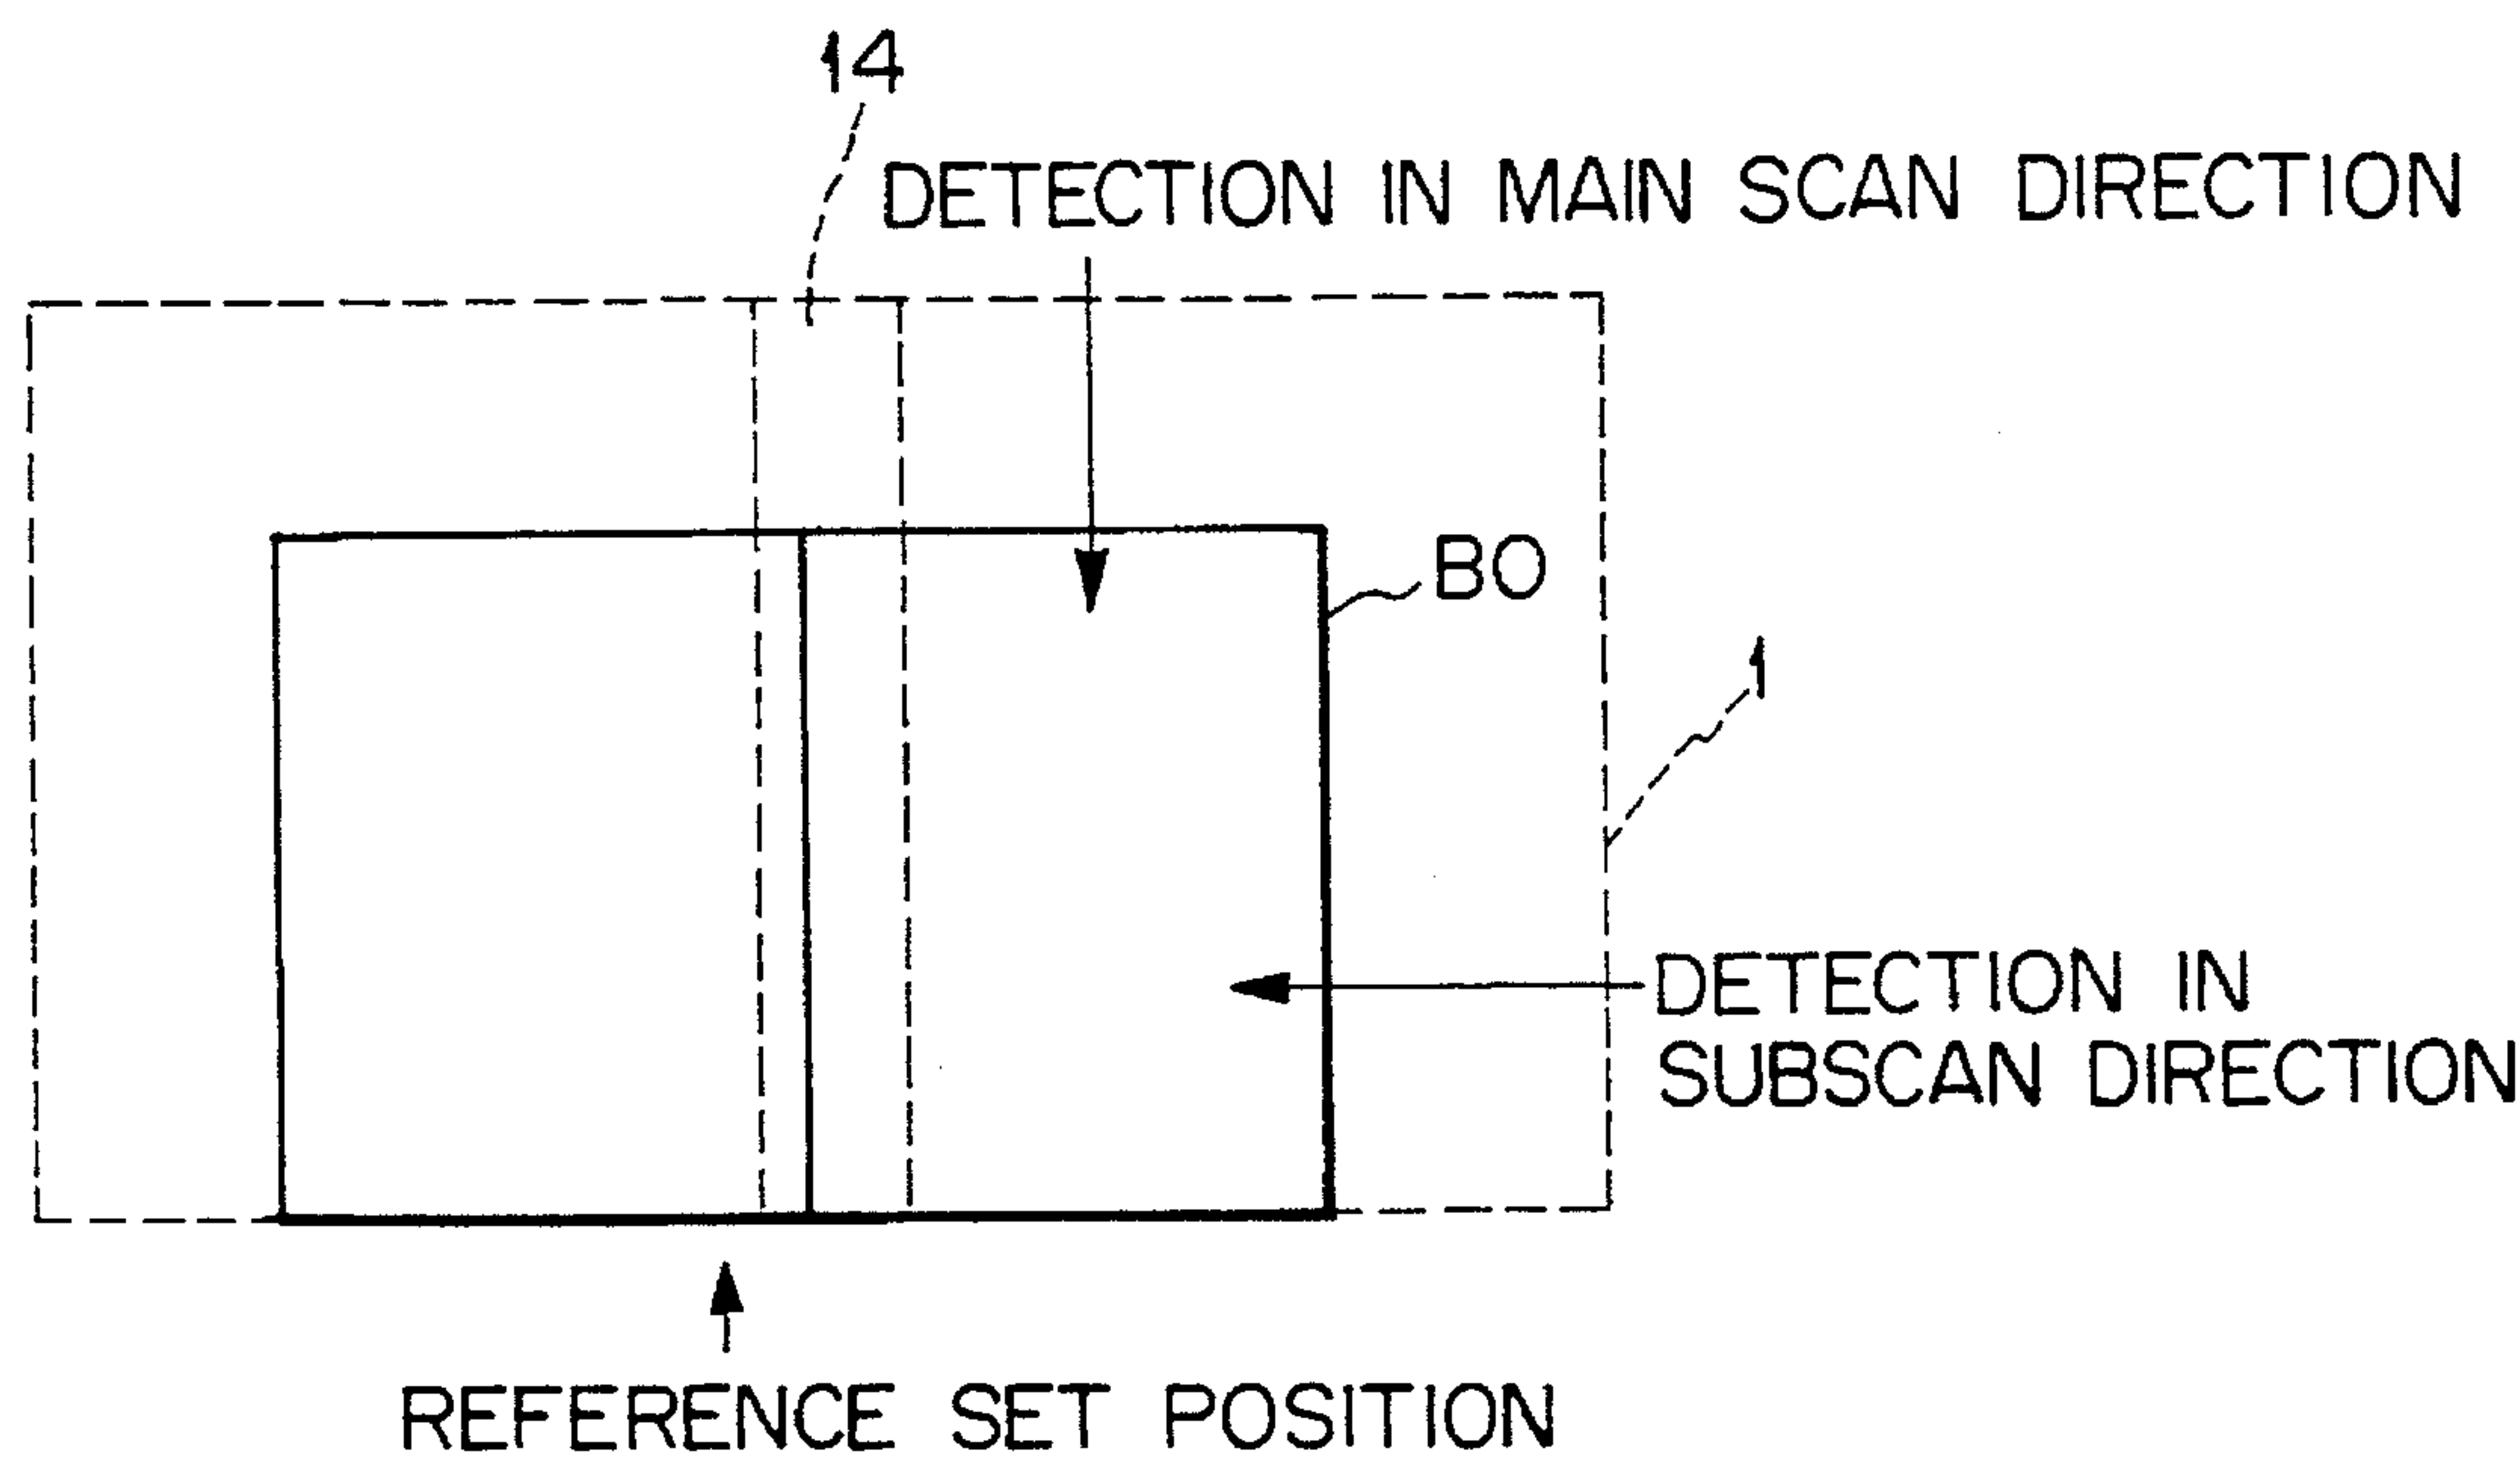 14
DETECTION IN MAIN SCAN DIRECTION
BO
1
DETECTION IN
SUBSCAN DIRECTION
REFERENCE SET POSITION